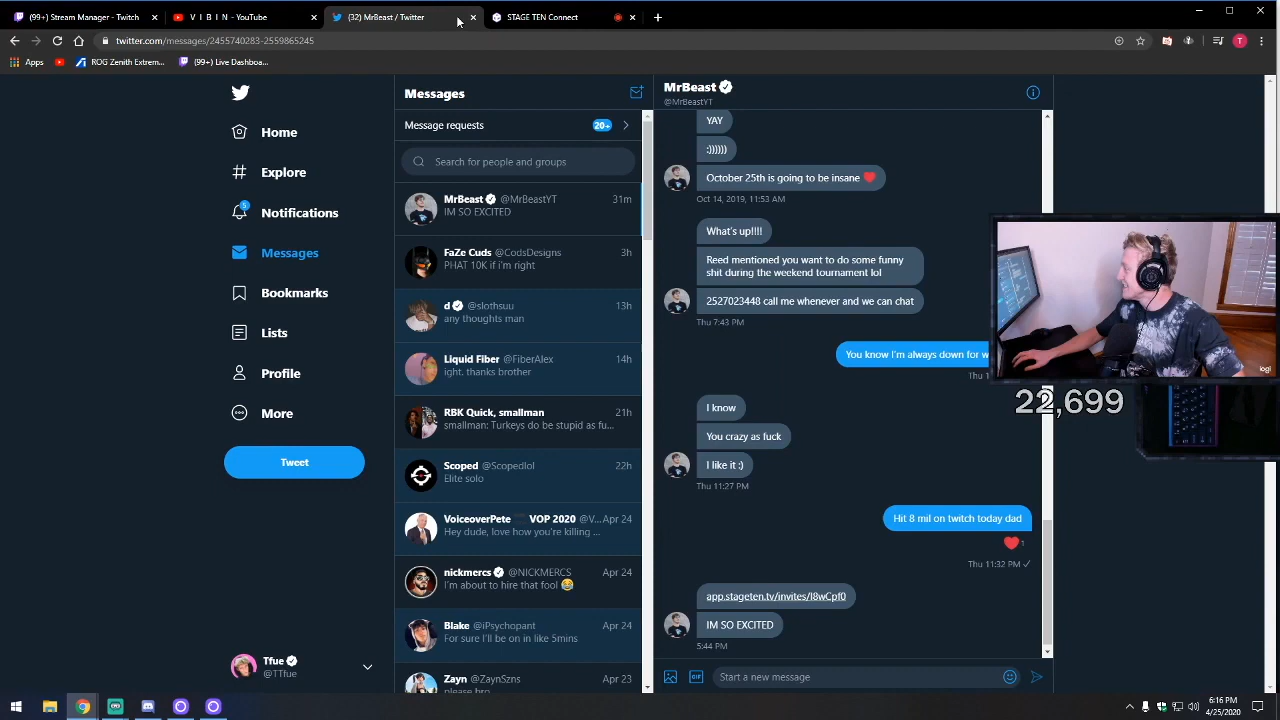 (99+) Stream Manager - Twitch
V I B I N - YouTube
(32) MrBeast / Twitter
STAGE TEN Connect
twitter.com/messages/2455740283-2559865245
Apps
ROG Zenith Extrem...
(99+) Live Dashboa...
Home
Explore
5
Notifications
Messages
Bookmarks
Lists
Profile
More
Tweet
Tfue
@TTfue
Messages
Message requests
20+
Search for people and groups
MrBeast @MrBeastYT 31m
IM SO EXCITED
FaZe Cuds @CodsDesigns 3h
PHAT 10K if i'm right
d @slothsuu 13h
any thoughts man
Liquid Fiber @FiberAlex 14h
ight. thanks brother
RBK Quick, smallman 21h
smallman: Turkeys do be stupid as fu...
Scoped @Scopedlol 22h
Elite solo
VoiceoverPete VOP 2020 @V... Apr 24
Hey dude, love how you're killing ...
nickmercs @NICKMERCS Apr 24
I'm about to hire that fool 😂
Blake @iPsychopant Apr 24
For sure I'll be on in like 5mins
Zayn @ZaynSzns Apr 23
please bro
MrBeast
@MrBeastYT
YAY
:))))))
October 25th is going to be insane ❤️
Oct 14, 2019, 11:53 AM
What's up!!!!
Reed mentioned you want to do some funny
shit during the weekend tournament lol
2527023448 call me whenever and we can chat
Thu 7:43 PM
You know I'm always down for w
Thu 1
I know
You crazy as fuck
I like it :)
Thu 11:27 PM
Hit 8 mil on twitch today dad
❤️ 1
Thu 11:32 PM ✓
app.stageten.tv/invites/l8wCpf0
IM SO EXCITED
5:44 PM
Start a new message
GIF
logi
22,699
6:16 PM
4/25/2020